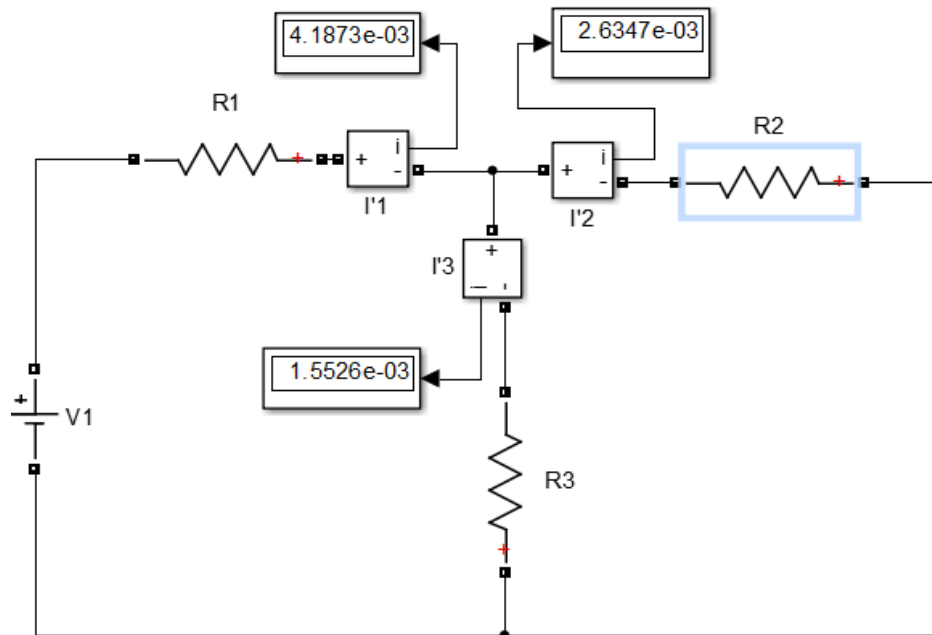 4.1873e-03
2.6347e-03
R1
R2
+
i
-
+
i
-
+
+
I'1
I'2
I'3
+
-
1.5526e-03
+
V1
R3
+